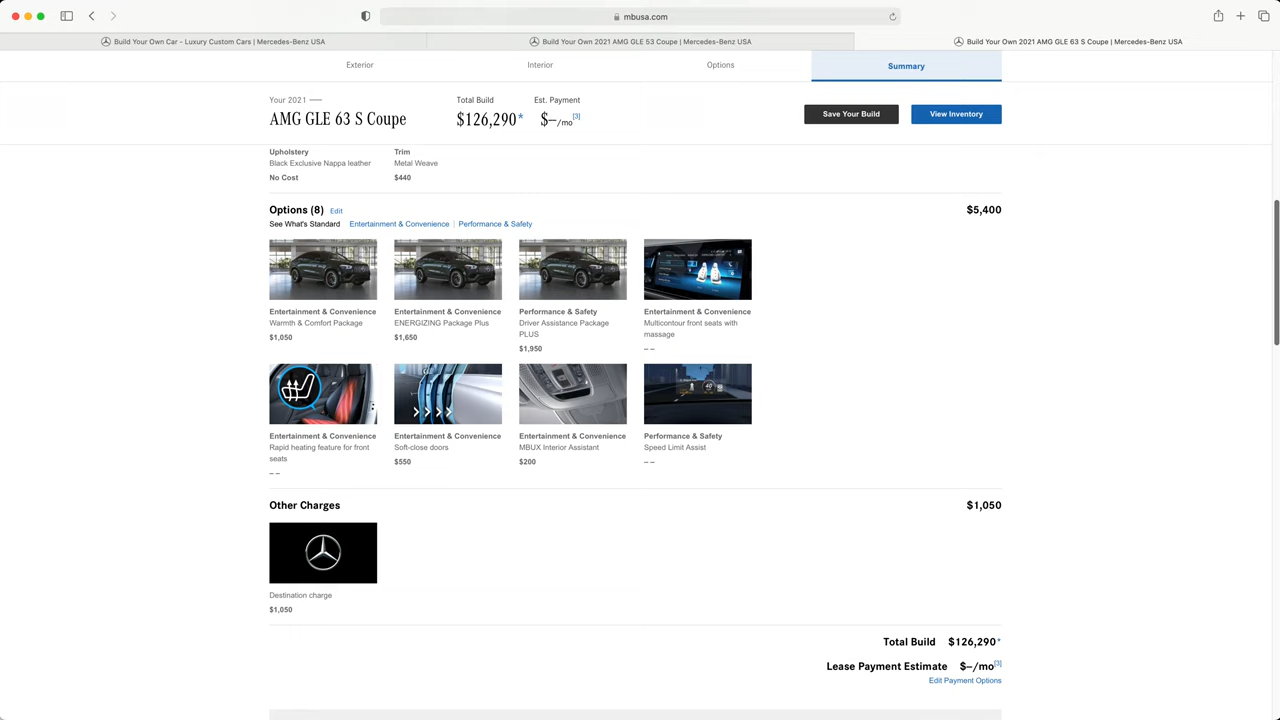 mbusa.com
Build Your Own Car - Luxury Custom Cars | Mercedes-Benz USA
Build Your Own 2021 AMG GLE 53 Coupe | Mercedes-Benz USA
Build Your Own 2021 AMG GLE 63 S Coupe | Mercedes-Benz USA
Exterior
Interior
Options
Summary
Your 2021 —
Total Build
Est. Payment
AMG GLE 63 S Coupe
$126,290*
$–/mo[3]
Save Your Build
View Inventory
Upholstery
Trim
Black Exclusive Nappa leather
Metal Weave
No Cost
$440
Options (8) Edit
$5,400
See What's Standard Entertainment & Convenience | Performance & Safety
Entertainment & Convenience
Warmth & Comfort Package
$1,050
Entertainment & Convenience
ENERGIZING Package Plus
$1,650
Performance & Safety
Driver Assistance Package
PLUS
$1,950
Entertainment & Convenience
Multicontour front seats with
massage
– –
Entertainment & Convenience
Rapid heating feature for front
seats
– –
Entertainment & Convenience
Soft-close doors
$550
Entertainment & Convenience
MBUX Interior Assistant
$200
Performance & Safety
Speed Limit Assist
– –
Other Charges
$1,050
Destination charge
$1,050
Total Build $126,290*
Lease Payment Estimate $–/mo[3]
Edit Payment Options